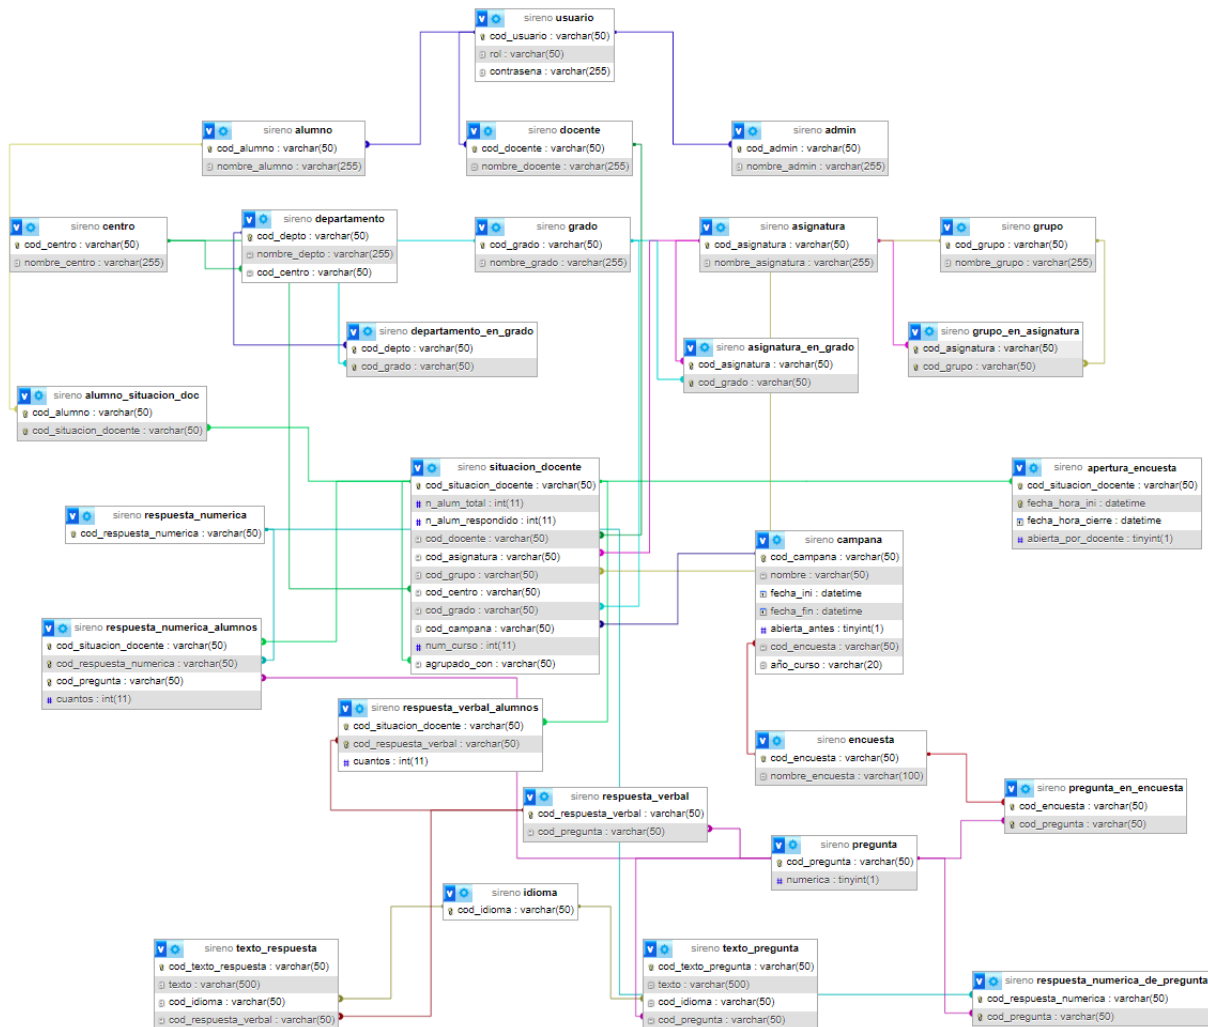 sireno usuario
cod_usuario : varchar(50)
rol : varchar(50)
contrasena : varchar(255)
sireno alumno
cod_alumno : varchar(50)
nombre_alumno : varchar(255)
sireno docente
cod_docente : varchar(50)
nombre_docente : varchar(255)
sireno admin
cod_admin : varchar(50)
nombre_admin : varchar(255)
sireno centro
cod_centro : varchar(50)
nombre_centro : varchar(255)
sireno departamento
cod_depto : varchar(50)
nombre_depto : varchar(255)
cod_centro : varchar(50)
sireno grado
cod_grado : varchar(50)
nombre_grado : varchar(255)
sireno asignatura
cod_asignatura : varchar(50)
nombre_asignatura : varchar(255)
sireno grupo
cod_grupo : varchar(50)
nombre_grupo : varchar(255)
sireno departamento_en_grado
cod_depto : varchar(50)
cod_grado : varchar(50)
sireno asignatura_en_grado
cod_asignatura : varchar(50)
cod_grado : varchar(50)
sireno grupo_en_asignatura
cod_asignatura : varchar(50)
cod_grupo : varchar(50)
sireno alumno_situacion_doc
cod_alumno : varchar(50)
cod_situacion_docente : varchar(50)
sireno situacion_docente
cod_situacion_docente : varchar(50)
n_alum_total : int(11)
n_alum_respondido : int(11)
cod_docente : varchar(50)
cod_asignatura : varchar(50)
cod_grupo : varchar(50)
cod_centro : varchar(50)
cod_grado : varchar(50)
cod_campana : varchar(50)
num_curso : int(11)
agrupado_con : varchar(50)
sireno apertura_encuesta
cod_situacion_docente : varchar(50)
fecha_hora_ini : datetime
fecha_hora_cierre : datetime
abierta_por_docente : tinyint(1)
sireno respuesta_numerica
cod_respuesta_numerica : varchar(50)
sireno campana
cod_campana : varchar(50)
nombre : varchar(50)
fecha_ini : datetime
fecha_fin : datetime
abierta_antes : tinyint(1)
cod_encuesta : varchar(50)
año_curso : varchar(20)
sireno respuesta_numerica_alumnos
cod_situacion_docente : varchar(50)
cod_respuesta_numerica : varchar(50)
cod_pregunta : varchar(50)
cuantos : int(11)
sireno respuesta_verbal_alumnos
cod_situacion_docente : varchar(50)
cod_respuesta_verbal : varchar(50)
cuantos : int(11)
sireno encuesta
cod_encuesta : varchar(50)
nombre_encuesta : varchar(100)
sireno pregunta_en_encuesta
cod_encuesta : varchar(50)
cod_pregunta : varchar(50)
sireno respuesta_verbal
cod_respuesta_verbal : varchar(50)
cod_pregunta : varchar(50)
sireno pregunta
cod_pregunta : varchar(50)
numerica : tinyint(1)
sireno idioma
cod_idioma : varchar(50)
sireno texto_respuesta
cod_texto_respuesta : varchar(50)
texto : varchar(500)
cod_idioma : varchar(50)
cod_respuesta_verbal : varchar(50)
sireno texto_pregunta
cod_texto_pregunta : varchar(50)
texto : varchar(500)
cod_idioma : varchar(50)
cod_pregunta : varchar(50)
sireno respuesta_numerica_de_pregunta
cod_respuesta_numerica : varchar(50)
cod_pregunta : varchar(50)